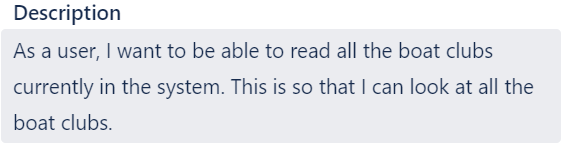 Description
As a user, I want to be able to read all the boat clubs
currently in the system. This is so that I can look at all the
boat clubs.